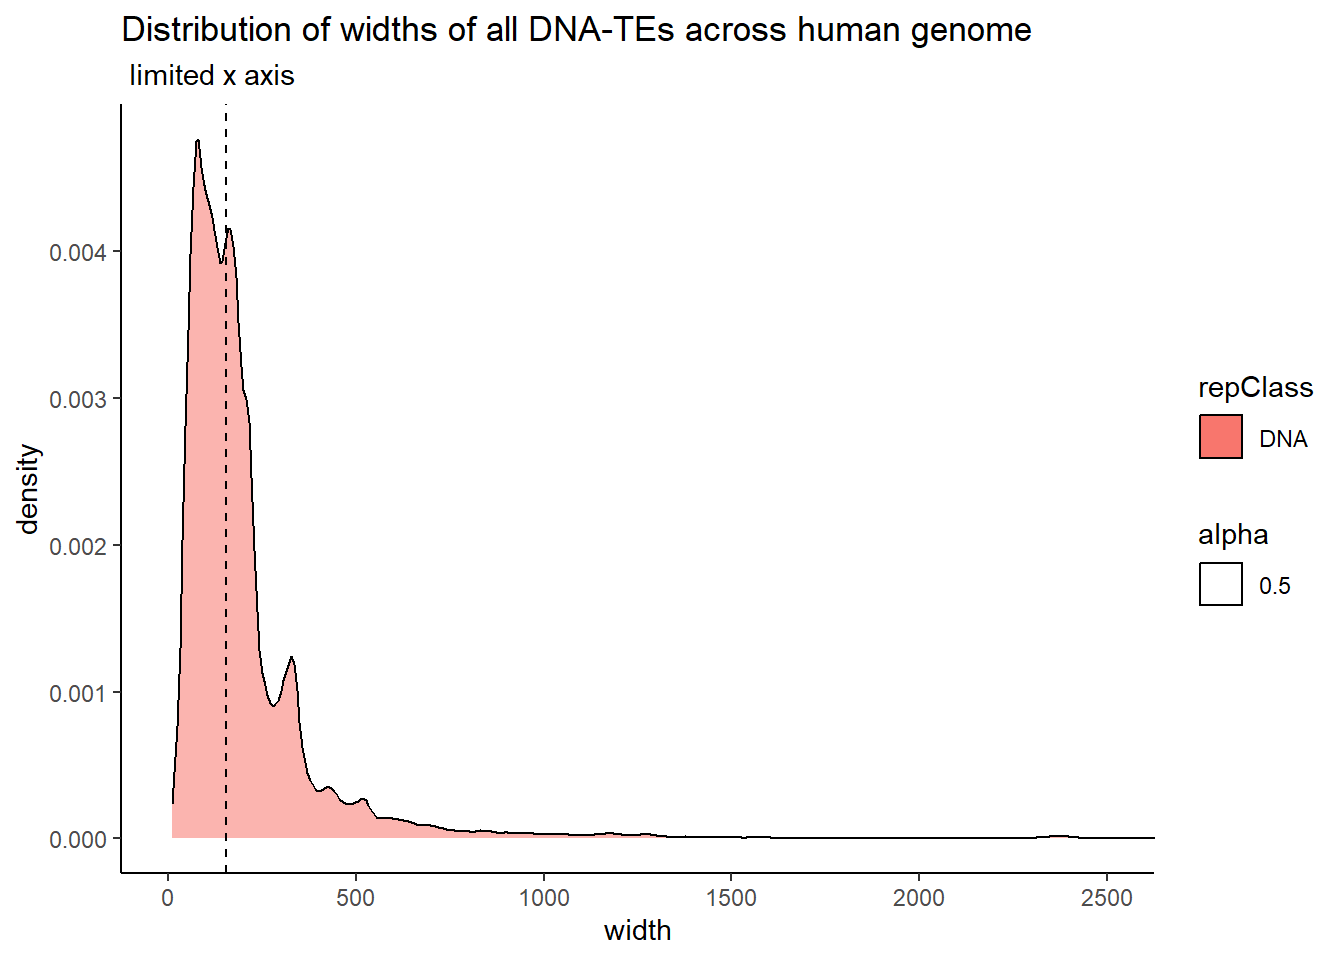 Distribution of widths of all DNA-TEs across human genome
limited x axis
density
0.004
0.003
0.002
0.001
0.000
0 500 1000 1500 2000 2500
width
repClass
DNA
alpha
0.5